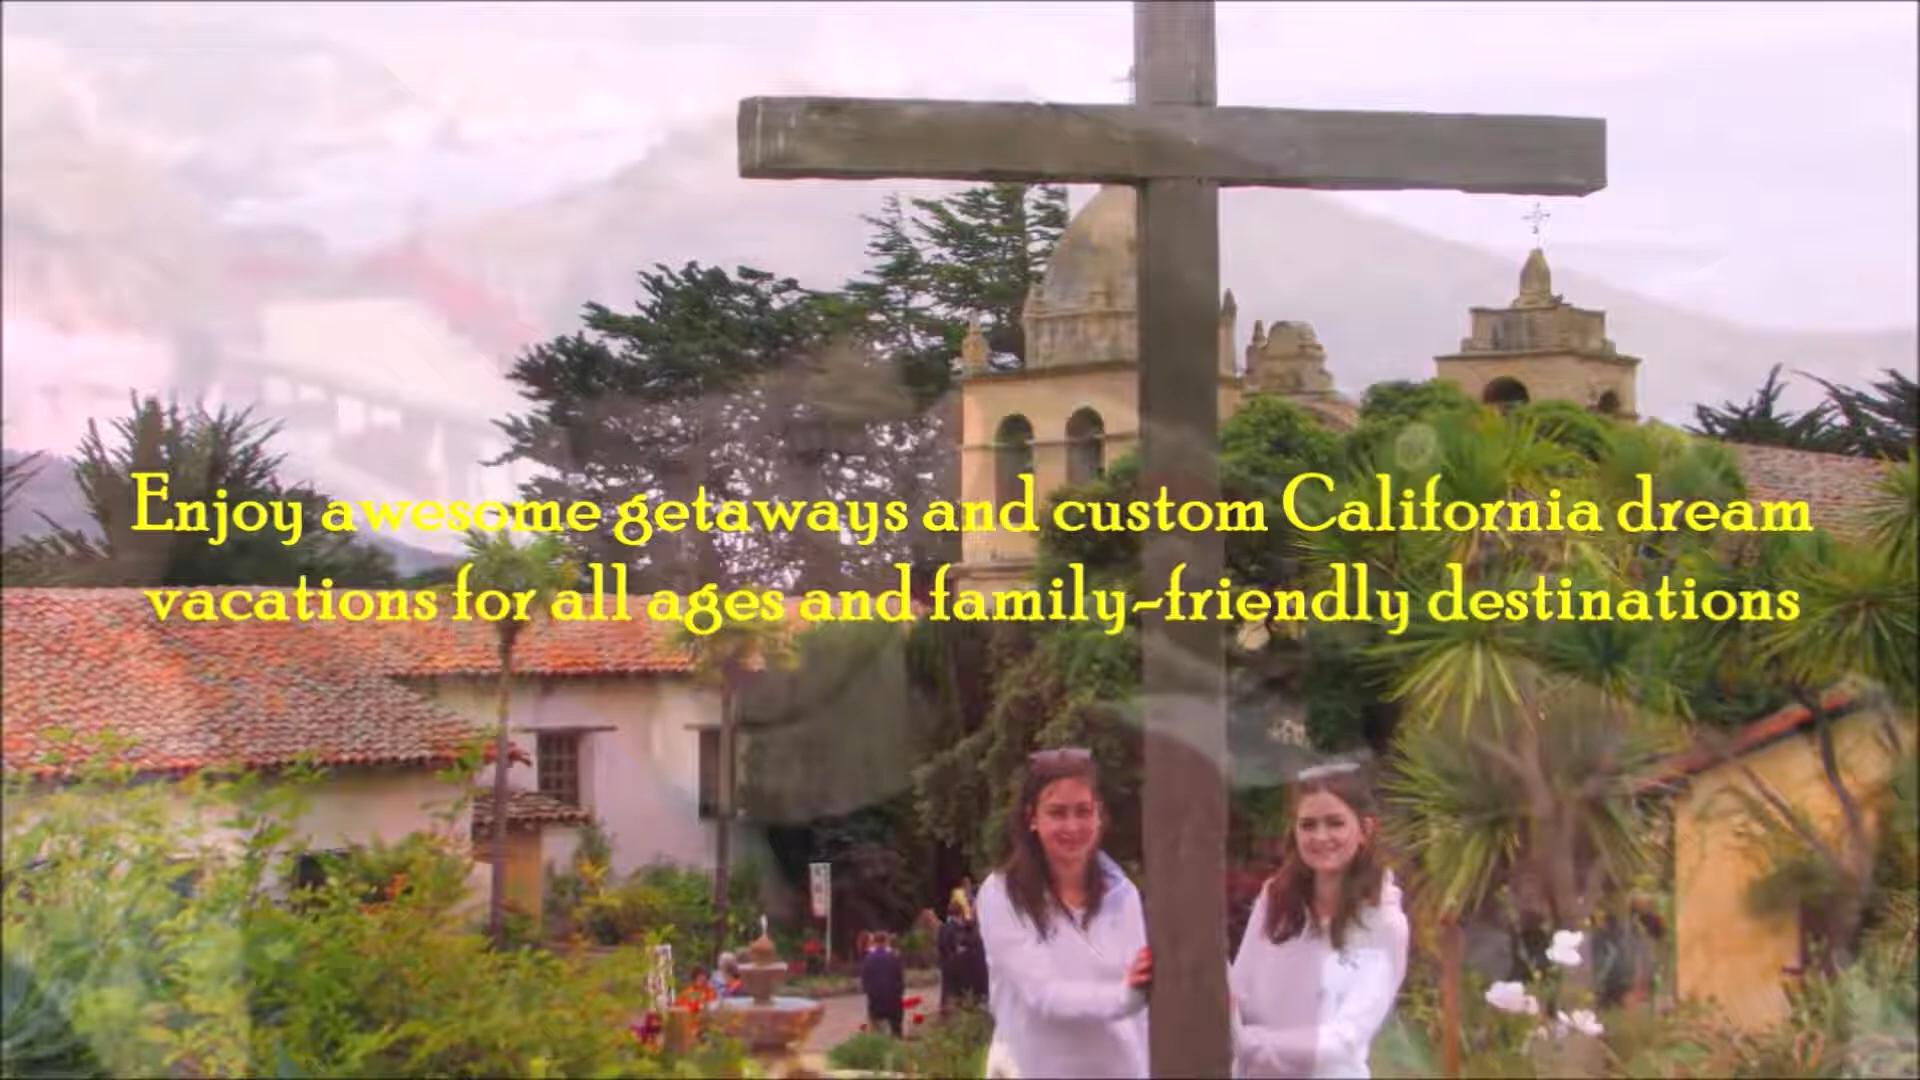 Enjoy awesome getaways and custom California dream
vacations for all ages and family-friendly destinations